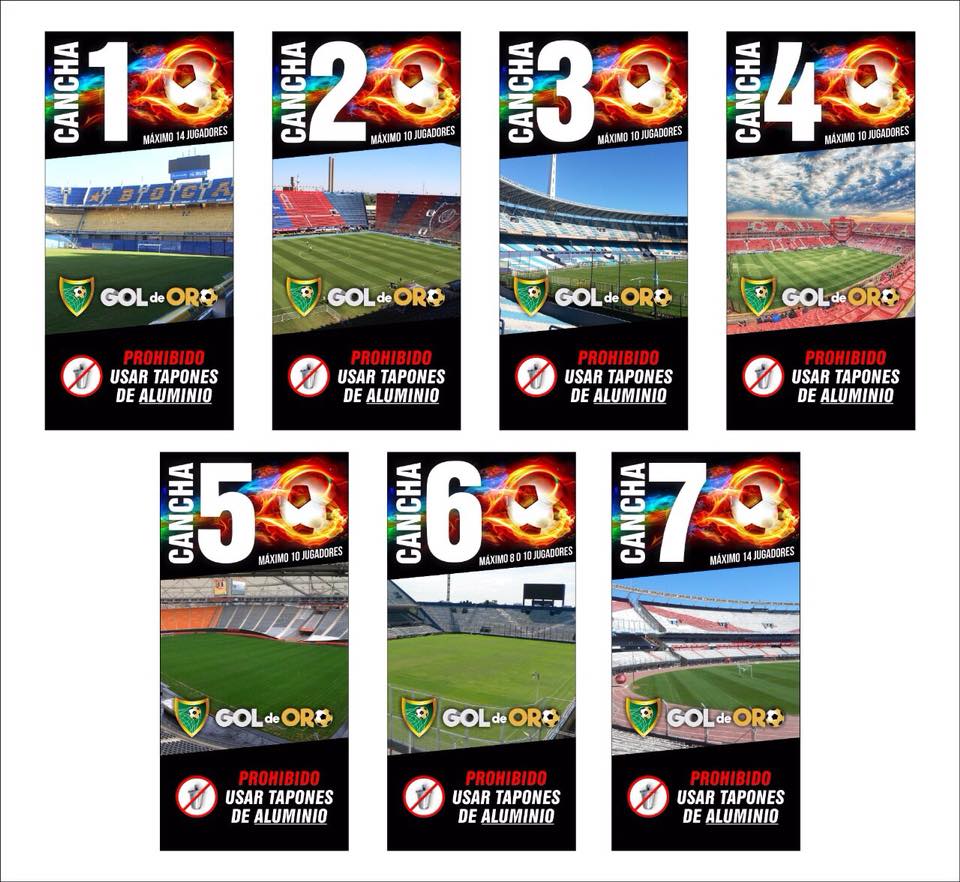 CANCHA 1
MÁXIMO 14 JUGADORES
BOCA
GOL de ORO
PROHIBIDO
USAR TAPONES
DE ALUMINIO
CANCHA 2
MÁXIMO 10 JUGADORES
GOL de ORO
PROHIBIDO
USAR TAPONES
DE ALUMINIO
CANCHA 3
MÁXIMO 10 JUGADORES
GOL de ORO
PROHIBIDO
USAR TAPONES
DE ALUMINIO
CANCHA 4
MÁXIMO 10 JUGADORES
GOL de ORO
PROHIBIDO
USAR TAPONES
DE ALUMINIO
CANCHA 5
MÁXIMO 10 JUGADORES
GOL de ORO
PROHIBIDO
USAR TAPONES
DE ALUMINIO
CANCHA 6
MÁXIMO 8 O 10 JUGADORES
GOL de ORO
PROHIBIDO
USAR TAPONES
DE ALUMINIO
CANCHA 7
MÁXIMO 14 JUGADORES
GOL de ORO
PROHIBIDO
USAR TAPONES
DE ALUMINIO